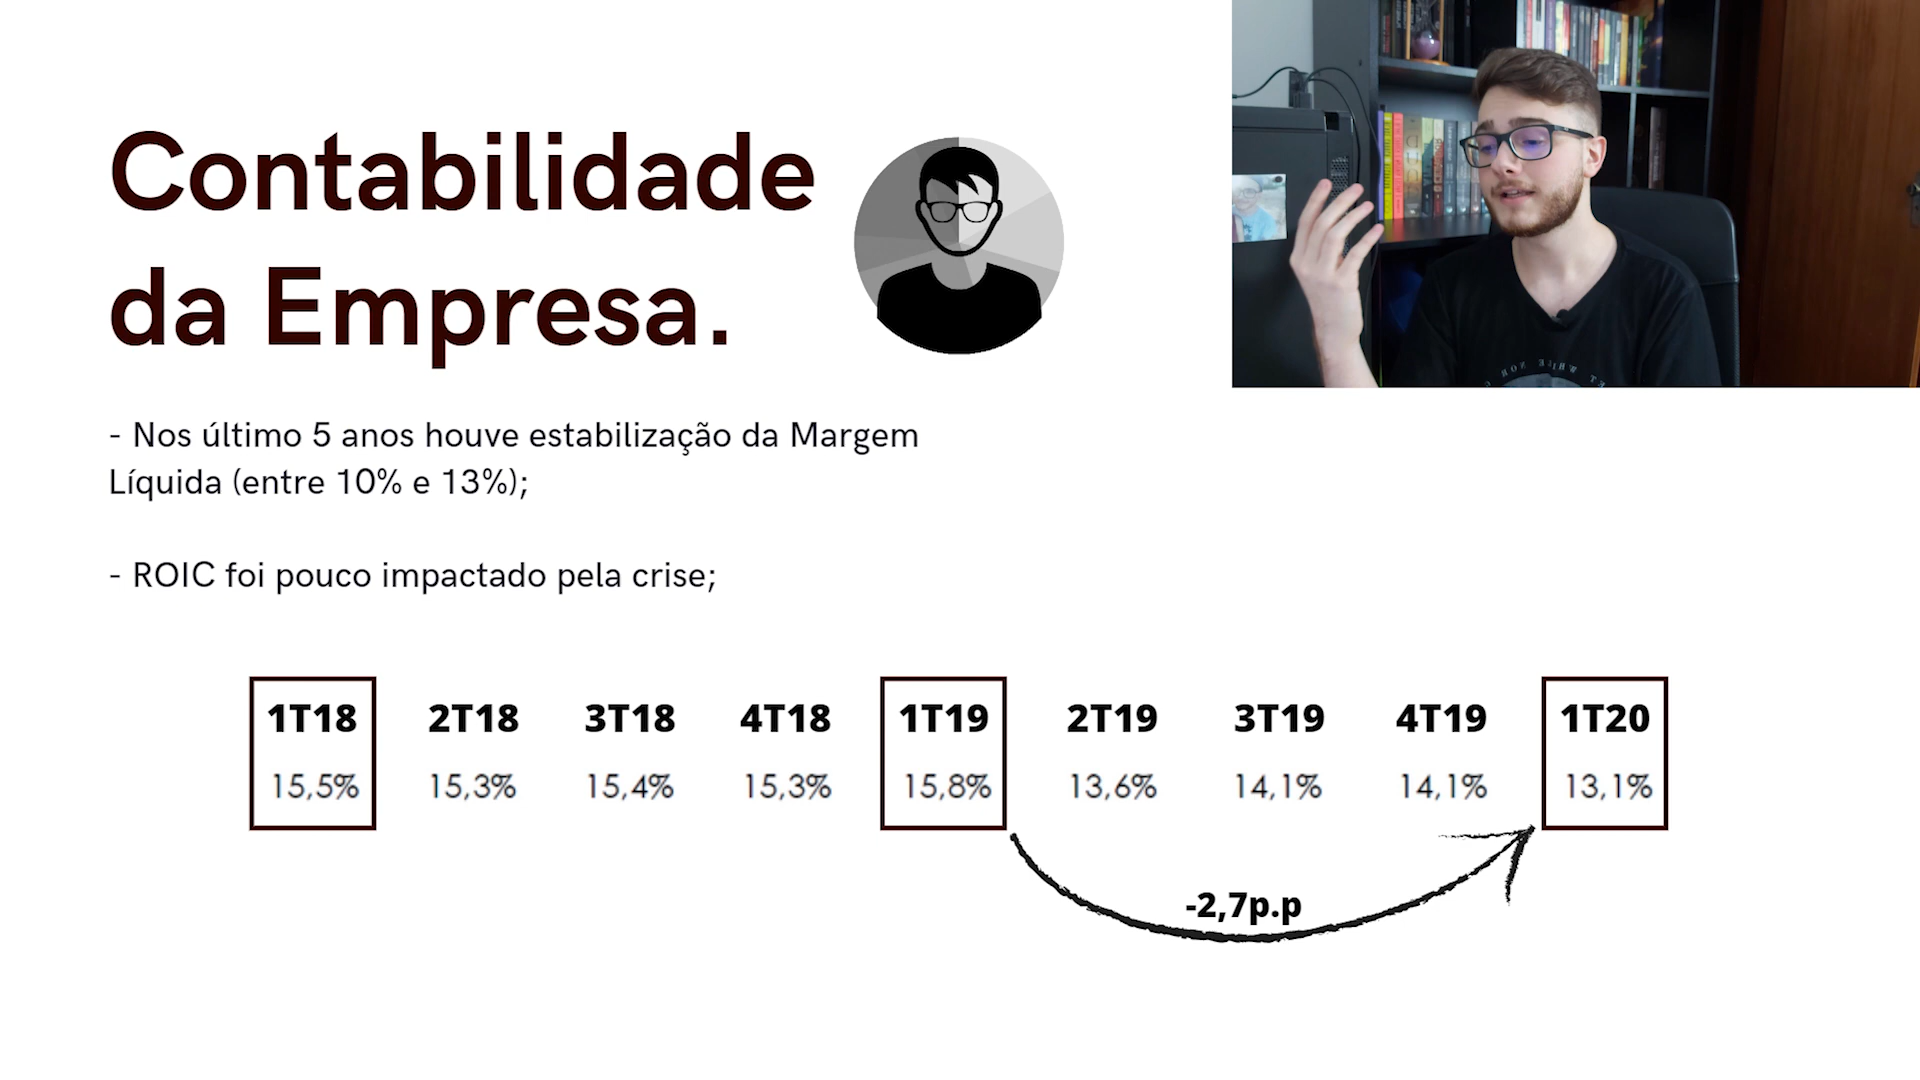 Contabilidade
da Empresa.
- Nos último 5 anos houve estabilização da Margem
Líquida (entre 10% e 13%);
- ROIC foi pouco impactado pela crise;
1T18 2T18 3T18 4T18 1T19 2T19 3T19 4T19 1T20
15,5% 15,3% 15,4% 15,3% 15,8% 13,6% 14,1% 14,1% 13,1%
-2,7p.p